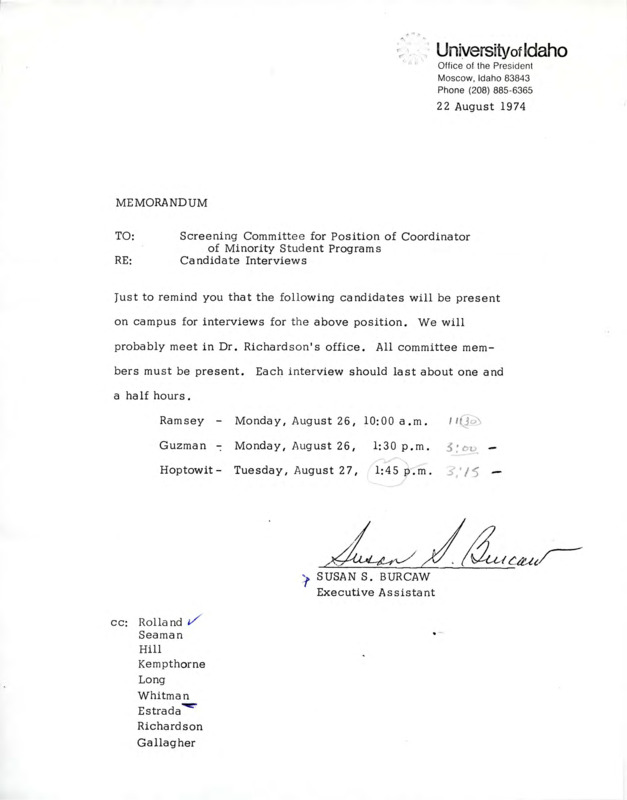 University of Idaho
Office of the President
Moscow, Idaho 83843
Phone (208) 885-6365
22 August 1974
MEMORANDUM
TO: Screening Committee for Position of Coordinator
of Minority Student Programs
RE: Candidate Interviews
Just to remind you that the following candidates will be present
on campus for interviews for the above position. We will
probably meet in Dr. Richardson's office. All committee mem-
bers must be present. Each interview should last about one and
a half hours.
Ramsey - Monday, August 26, 10:00 a.m. 11:30
Guzman - Monday, August 26, 1:30 p.m. 3:00 -
Hoptowit - Tuesday, August 27, 1:45 p.m. 3:15 -
Susan S. Burcaw
SUSAN S. BURCAW
Executive Assistant
cc: Rolland
Seaman
Hill
Kempthorne
Long
Whitman
Estrada
Richardson
Gallagher